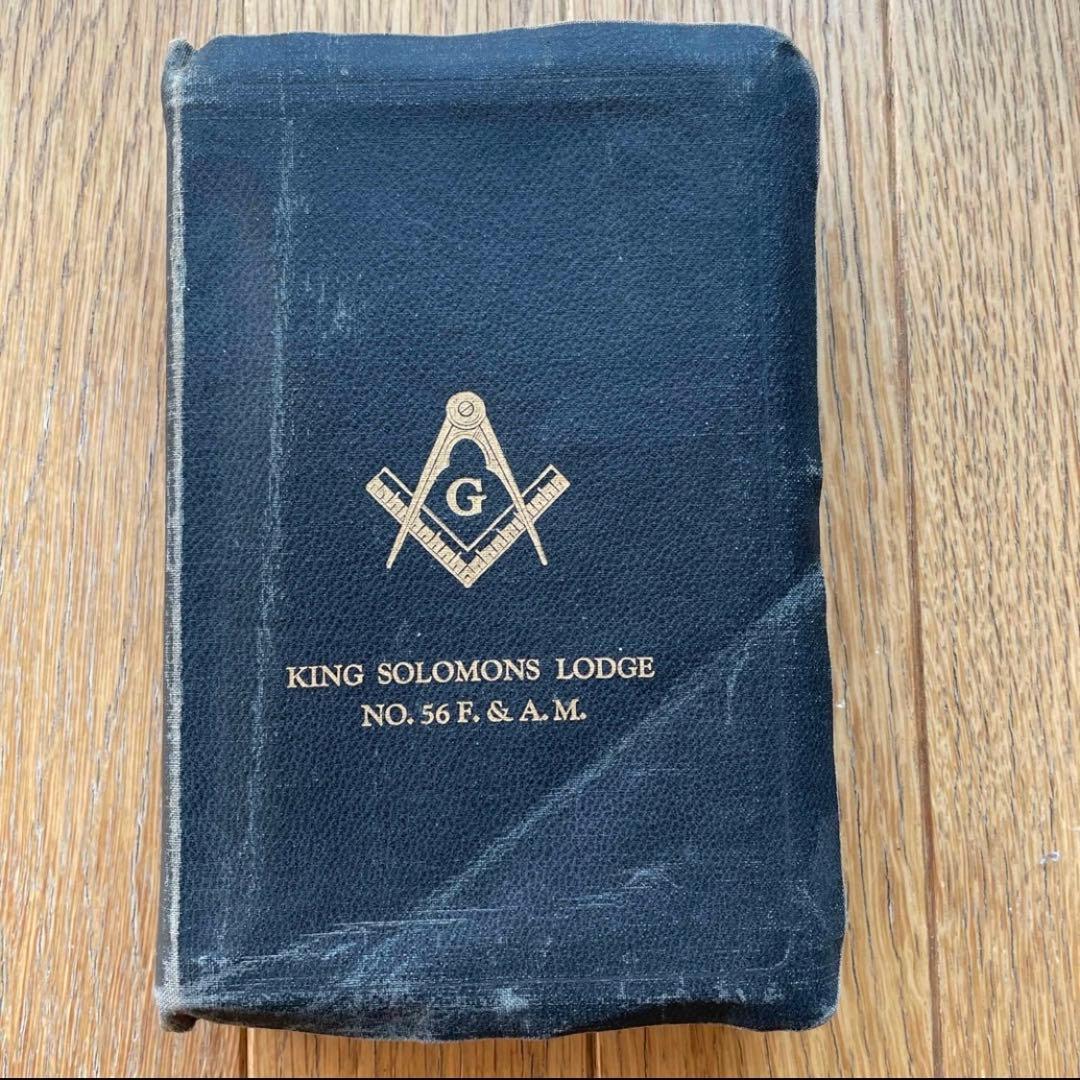 G
KING SOLOMONS LODGE
NO. 56 F. & A. M.